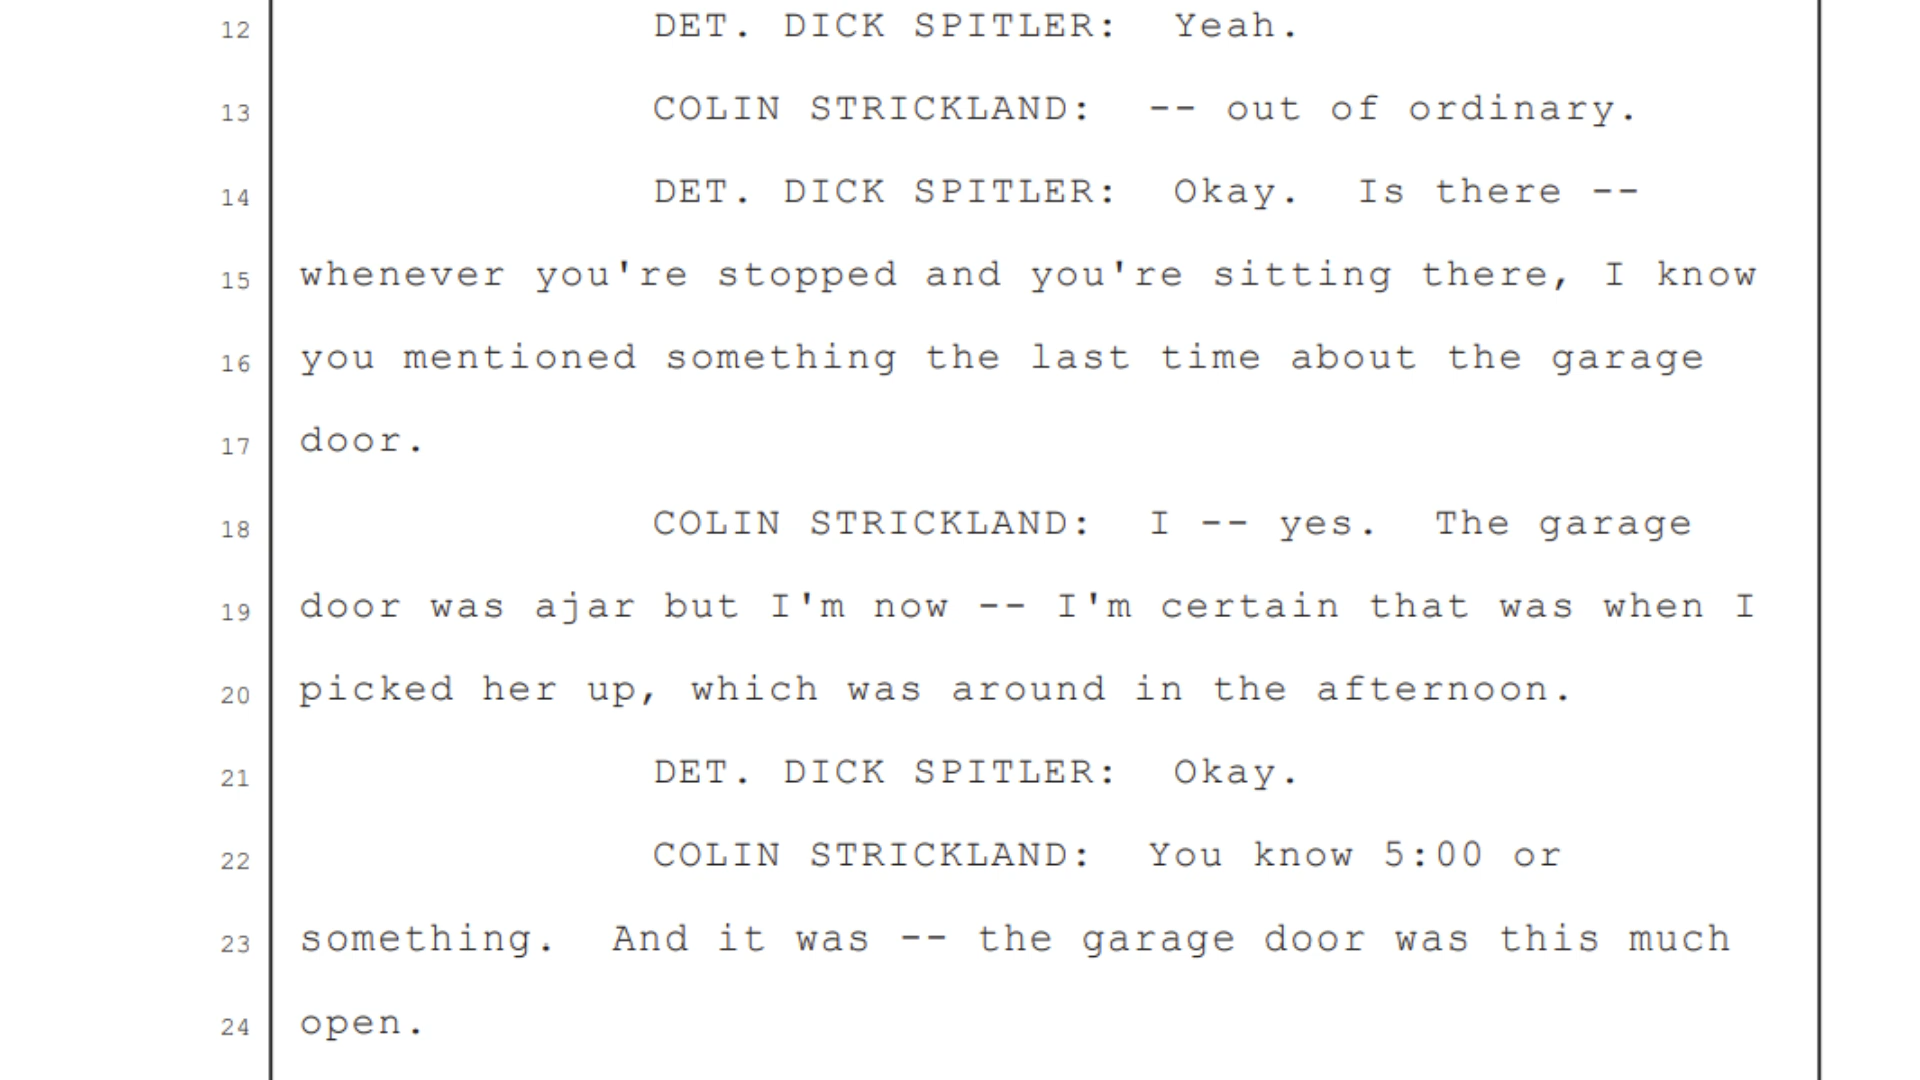 12 DET. DICK SPITLER: Yeah.
13 COLIN STRICKLAND: -- out of ordinary.
14 DET. DICK SPITLER: Okay. Is there --
15 whenever you're stopped and you're sitting there, I know
16 you mentioned something the last time about the garage
17 door.
18 COLIN STRICKLAND: I -- yes. The garage
19 door was ajar but I'm now -- I'm certain that was when I
20 picked her up, which was around in the afternoon.
21 DET. DICK SPITLER: Okay.
22 COLIN STRICKLAND: You know 5:00 or
23 something. And it was -- the garage door was this much
24 open.